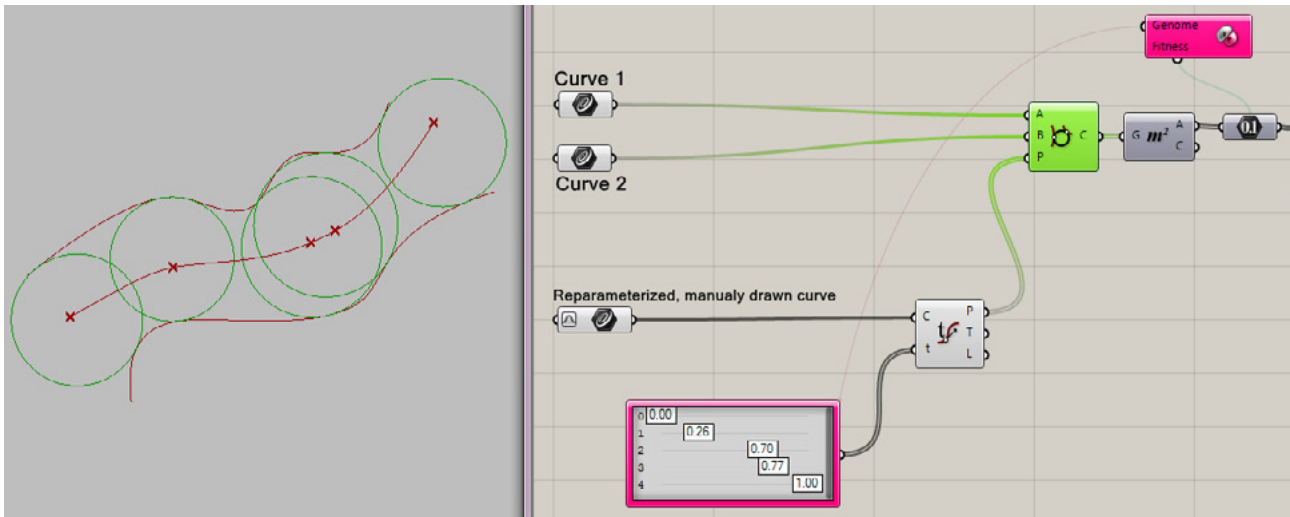 Genome
Fitness
Curve 1
A
B C
P
G m² A
C
0.1
Curve 2
Reparameterized, manualy drawn curve
C P
t T
t L
0 0.00
1 0.26
2 0.70
3 0.77
4 1.00